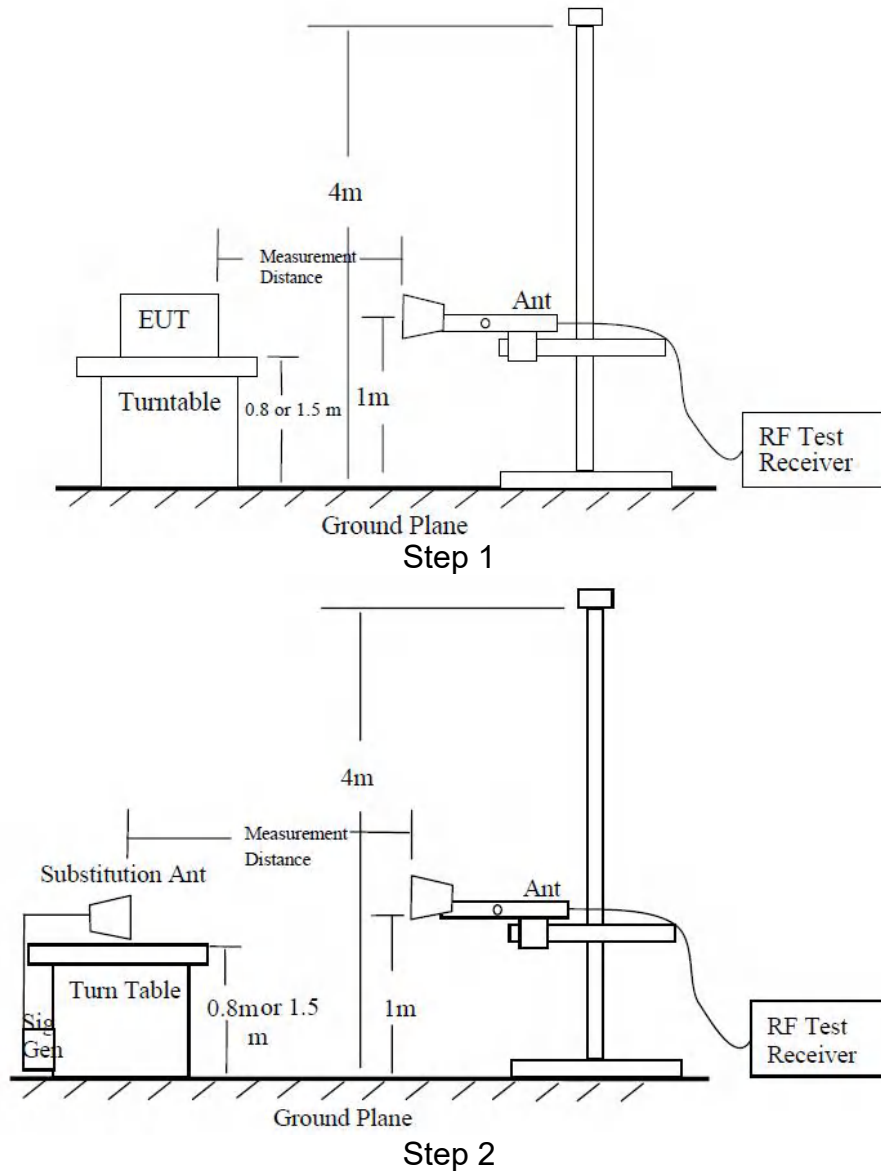 4m
Measurement
Distance
EUT
Ant
Turntable
0.8 or 1.5 m
1m
RF Test
Receiver
Ground Plane
Step 1
4m
Measurement
Distance
Substitution Ant
Ant
Turn Table
0.8m or 1.5
m
1m
Sig
Gen
RF Test
Receiver
Ground Plane
Step 2